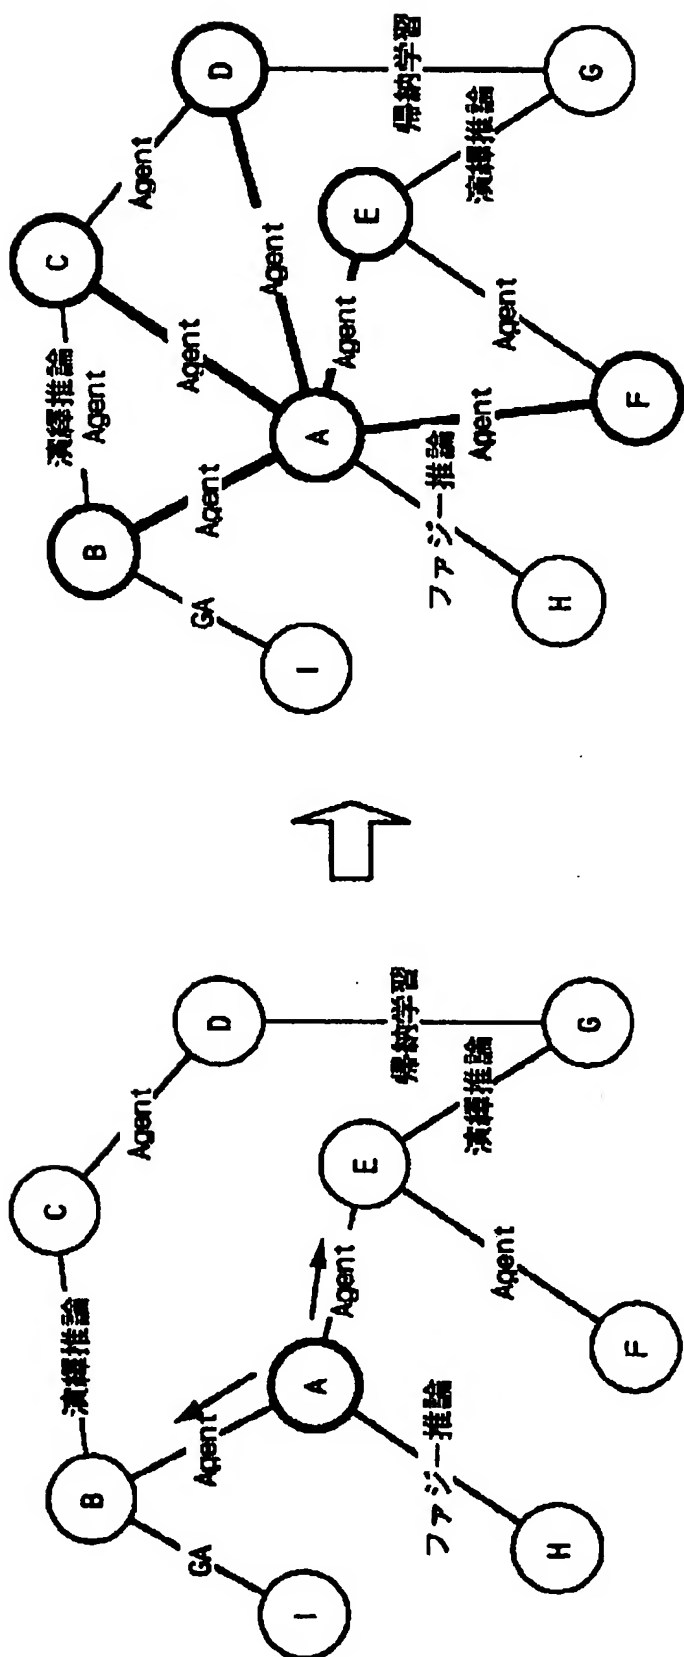 C
演繹推論
B
Agent
D
GA
Agent
I
A
Agent
E
帰納学習
演繹推論
G
ファジー推論
Agent
H
F
C
演繹推論
Agent
B
Agent
D
GA
Agent
Agent
Agent
I
A
Agent
E
帰納学習
演繹推論
G
ファジー推論
Agent
Agent
H
F